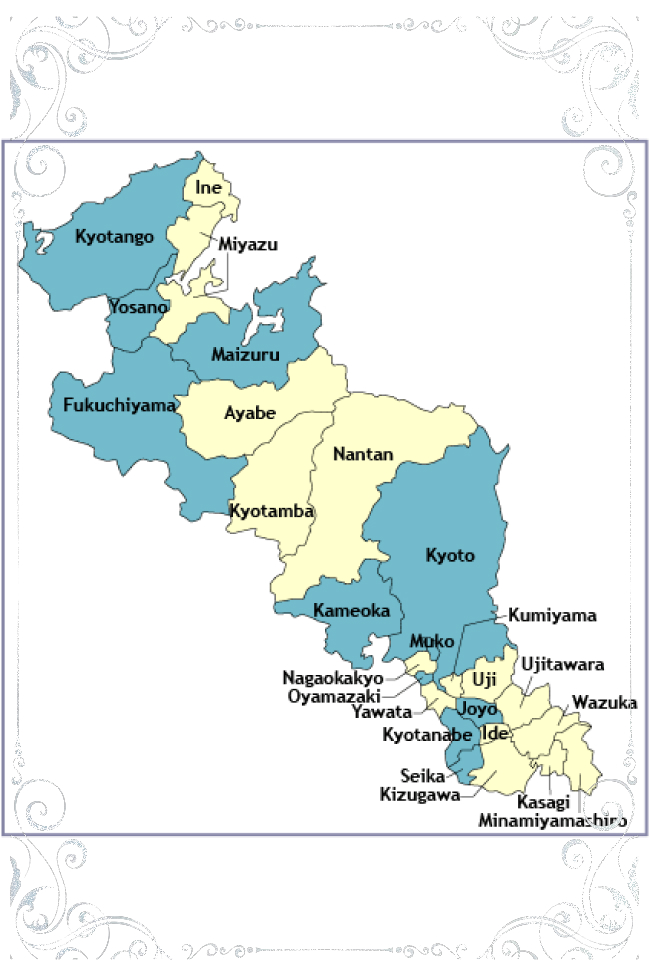 Ine
Kyotango
Miyazu
Yosano
Maizuru
Fukuchiyama
Ayabe
Nantan
Kyotamba
Kyoto
Kameoka
Kumiyama
Muko
Ujitawara
Nagaokakyo
Uji
Oyamazaki
Wazuka
Yawata
Joyo
Kyotanabe
Ide
Seika
Kizugawa
Kasagi
Minamiyamashiro